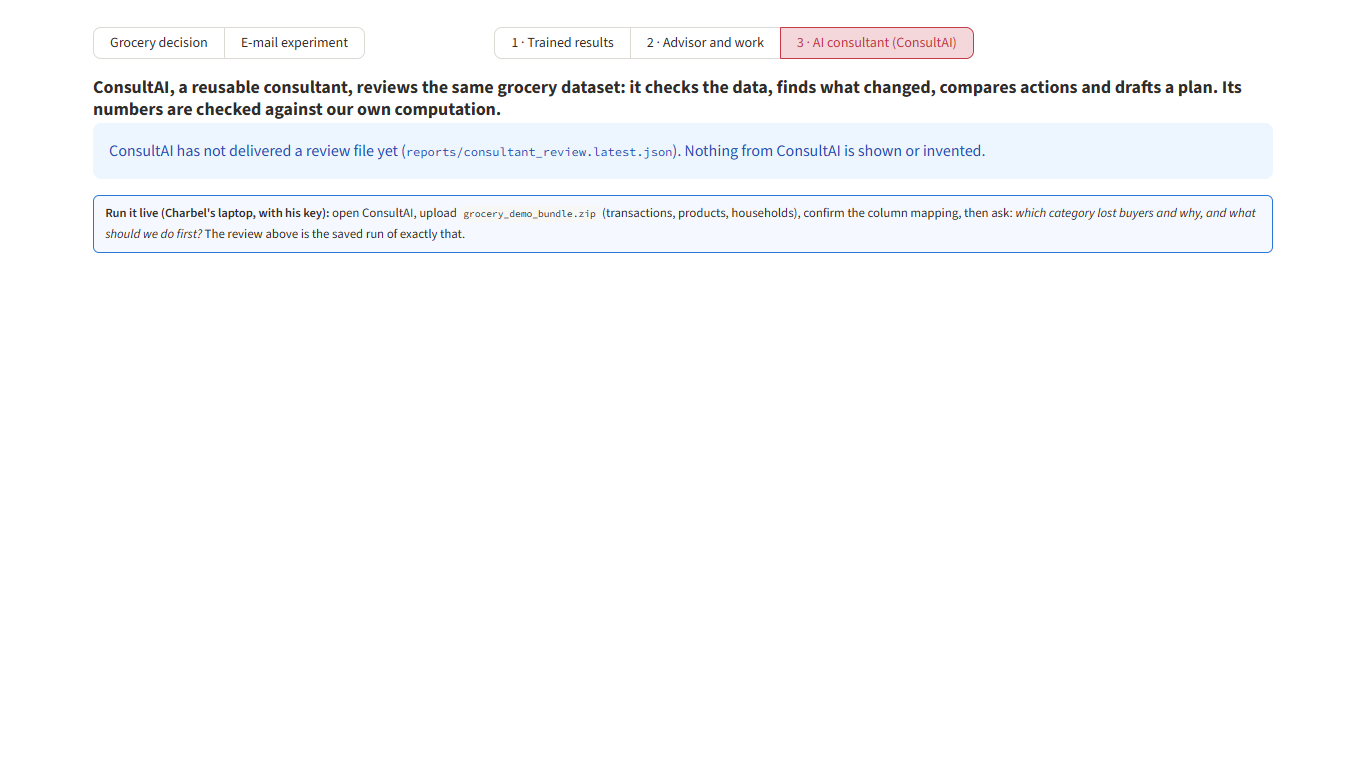 Grocery decision
E-mail experiment
1 · Trained results
2 · Advisor and work
3 · AI consultant (ConsultAI)
ConsultAI, a reusable consultant, reviews the same grocery dataset: it checks the data, finds what changed, compares actions and drafts a plan. Its
numbers are checked against our own computation.
ConsultAI has not delivered a review file yet (reports/consultant_review.latest.json). Nothing from ConsultAI is shown or invented.
Run it live (Charbel's laptop, with his key): open ConsultAI, upload grocery_demo_bundle.zip (transactions, products, households), confirm the column mapping, then ask: which category lost buyers and why, and what
should we do first? The review above is the saved run of exactly that.